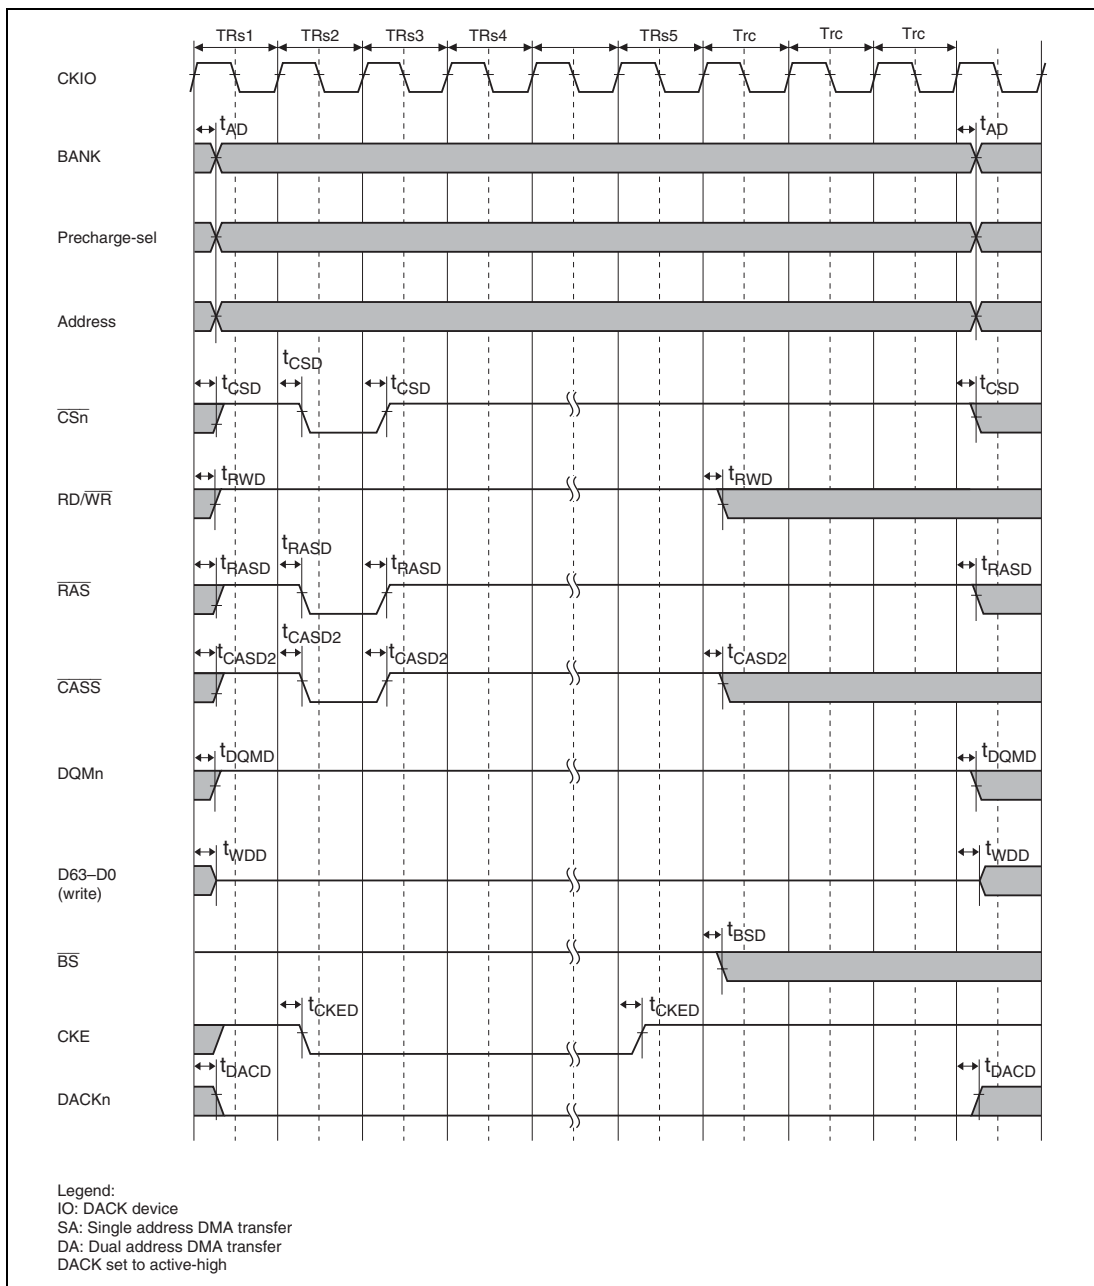 TRs1 TRs2 TRs3 TRs4 TRs5 Trc Trc Trc
CKIO
tAD tAD
BANK
Precharge-sel
Address
tCSD
tCSD tCSD tCSD
CSn
tRWD tRWD
RD/WR
tRASD
tRASD tRASD tRASD
RAS
tCASD2
tCASD2 tCASD2 tCASD2
CASS
tDQMD tDQMD
DQMn
tWDD tWDD
D63–D0
(write)
tBSD
BS
tCKED tCKED
CKE
tDACD tDACD
DACKn
Legend:
IO: DACK device
SA: Single address DMA transfer
DA: Dual address DMA transfer
DACK set to active-high